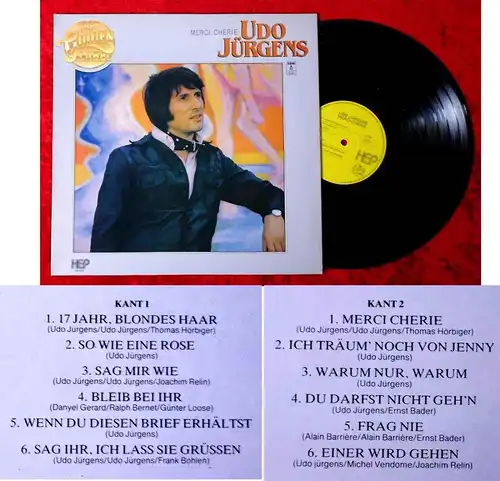 Golden
MERCI CHERIE
UDO
JÜRGENS
HEP
HEP
KANT 1
1. 17 JAHR, BLONDES HAAR
(Udo Jürgens/Udo Jürgens/Thomas Hörbiger)
2. SO WIE EINE ROSE
(Udo Jürgens)
3. SAG MIR WIE
(Udo Jürgens/Udo Jürgens/Joachim Relin)
4. BLEIB BEI IHR
(Danyel Gerard/Ralph Bernet/Günter Loose)
5. WENN DU DIESEN BRIEF ERHÄLTST
(Udo Jürgens)
6. SAG IHR, ICH LASS SIE GRÜSSEN
(Udo Jürgens/Udo Jürgens/Frank Bohlen)
KANT 2
1. MERCI CHERIE
(Udo Jürgens/Udo Jürgens/Thomas Hörbiger)
2. ICH TRÄUM' NOCH VON JENNY
(Udo Jürgens)
3. WARUM NUR, WARUM
(Udo Jürgens)
4. DU DARFST NICHT GEH'N
(Udo Jürgens/Ernst Bader)
5. FRAG NIE
(Alain Barrière/Alain Barrière/Ernst Bader)
6. EINER WIRD GEHEN
(Udo jürgens/Michel Vendome/Joachim Relin)